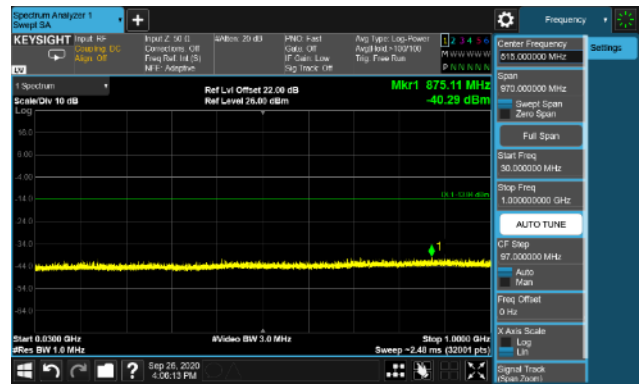 Spectrum Analyzer 1
Swept SA
Frequency
KEYSIGHT Input: RF
Coupling: DC
Align: Off
Input Z: 50 Ω
Corrections: Off
Freq Ref: Int (S)
NFE: Adaptive
#Atten: 20 dB
PNO: Fast
Gate: Off
IF Gain: Low
Sig Track: Off
Avg Type: Log-Power
Avg|Hold:>100/100
Trig: Free Run
1 2 3 4 5 6
M W W W W W
P N N N N N
LV
1 Spectrum
Scale/Div 10 dB
Log
Ref Lvl Offset 22.00 dB
Ref Level 26.00 dBm
Mkr1 875.11 MHz
-40.29 dBm
16.0
6.00
-4.00
-14.0
-24.0
-34.0
-44.0
-54.0
-64.0
1
Start 0.0300 GHz
#Res BW 1.0 MHz
#Video BW 3.0 MHz
Stop 1.0000 GHz
Sweep ~2.48 ms (32001 pts)
Sep 26, 2020
4:06:13 PM
Center Frequency
515.000000 MHz
Settings
Span
970.000000 MHz
Swept Span
Zero Span
Full Span
Start Freq
30.000000 MHz
Stop Freq
1.000000000 GHz
AUTO TUNE
CF Step
97.000000 MHz
Auto
Man
Freq Offset
0 Hz
X Axis Scale
Log
Lin
Signal Track
(Span Zoom)